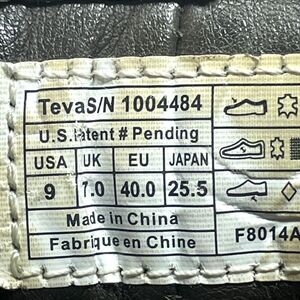 TevaS/N 1004484
U.S. Patent # Pending
USA UK EU JAPAN
9 7.0 40.0 25.5
Made in China
Fabrique en Chine
F8014A